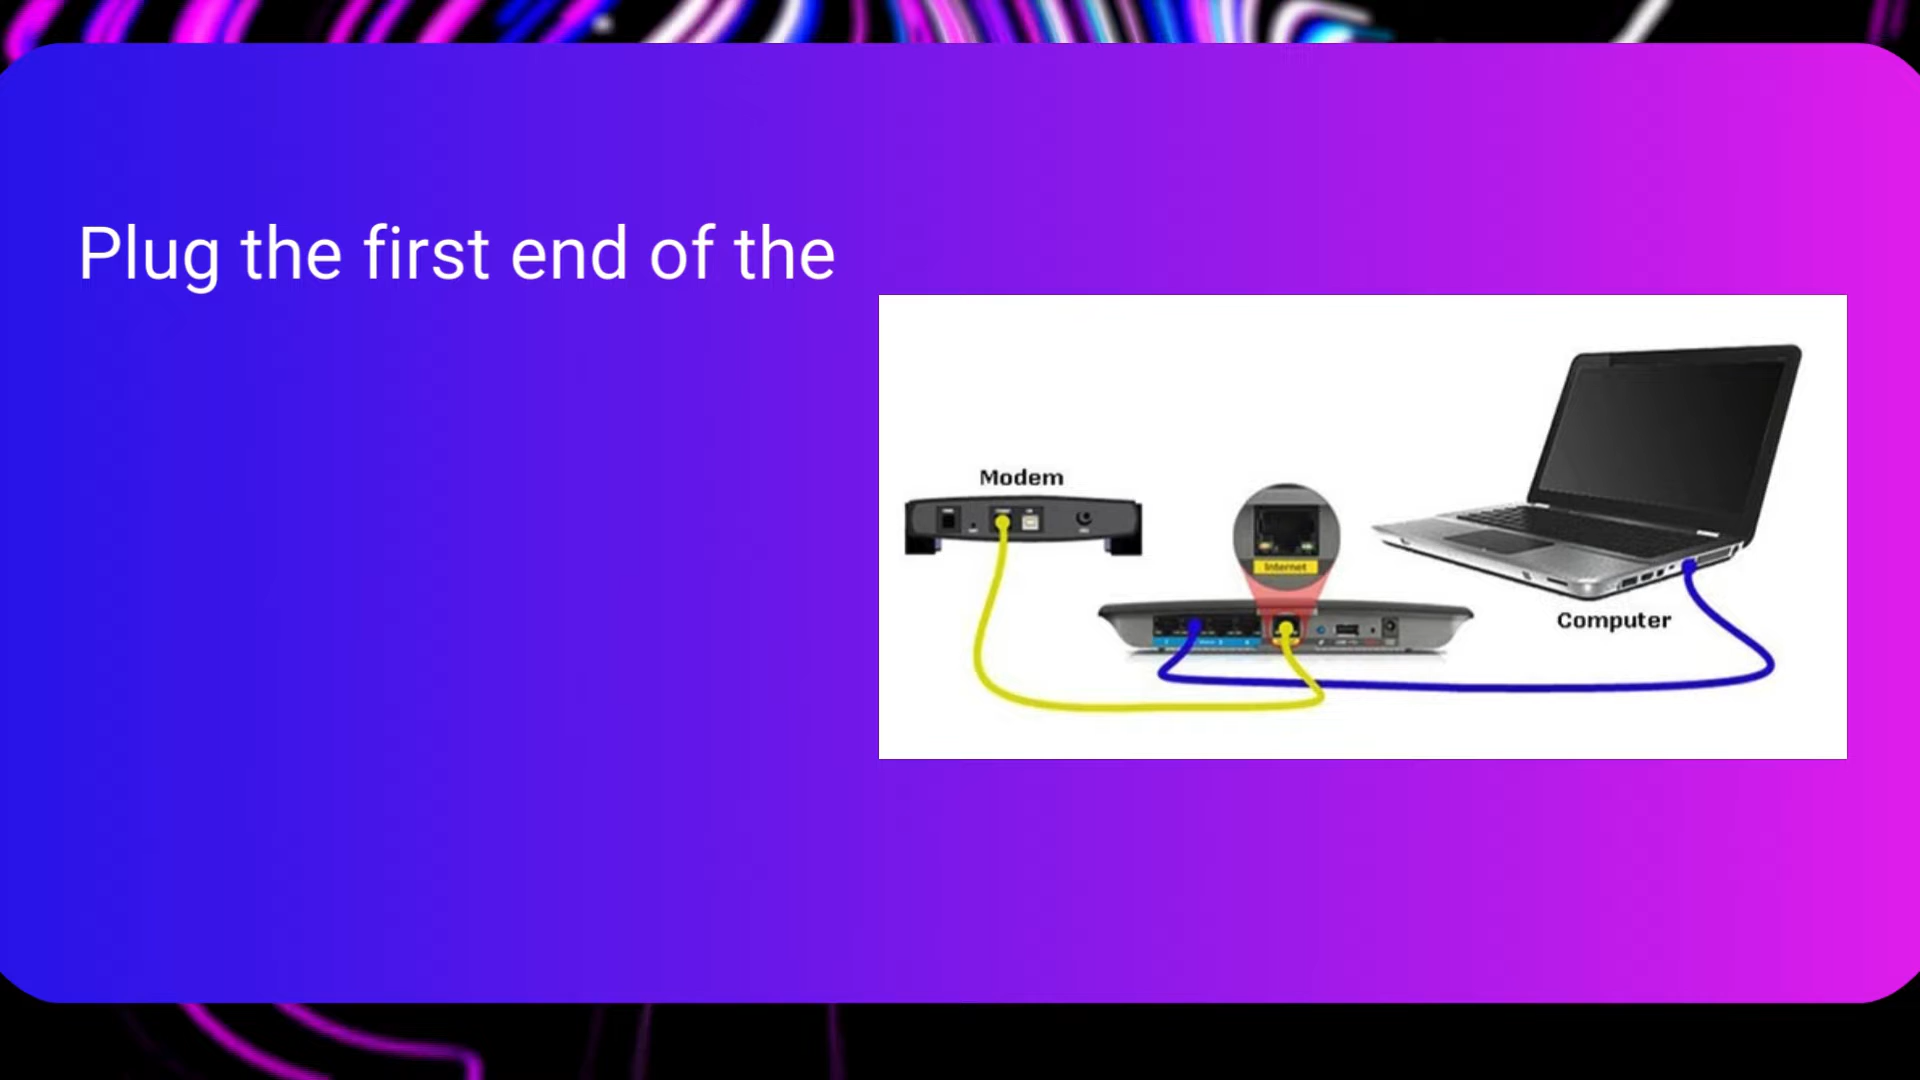 Plug the first end of the
Modem
Internet
Computer